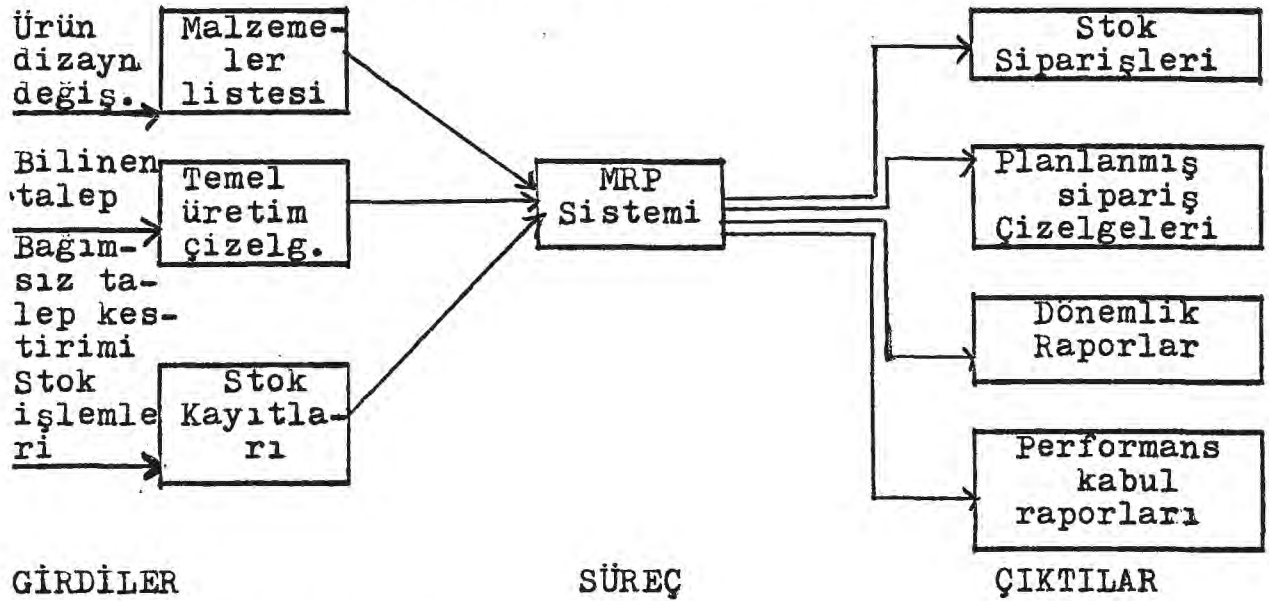 Ürün
dizayn
değiş.
Malzeme-
ler
listesi
Bilinen
talep
Temel
üretim
çizelg.
Bağım-
sız ta-
lep kes-
tirimi
Stok
işlemle
ri
Stok
Kayıtla-
rı
MRP
Sistemi
Stok
Siparişleri
Planlanmış
sipariş
Çizelgeleri
Dönemlik
Raporlar
Performans
kabul
raporları
GİRDİLER
SÜREÇ
ÇIKTILAR